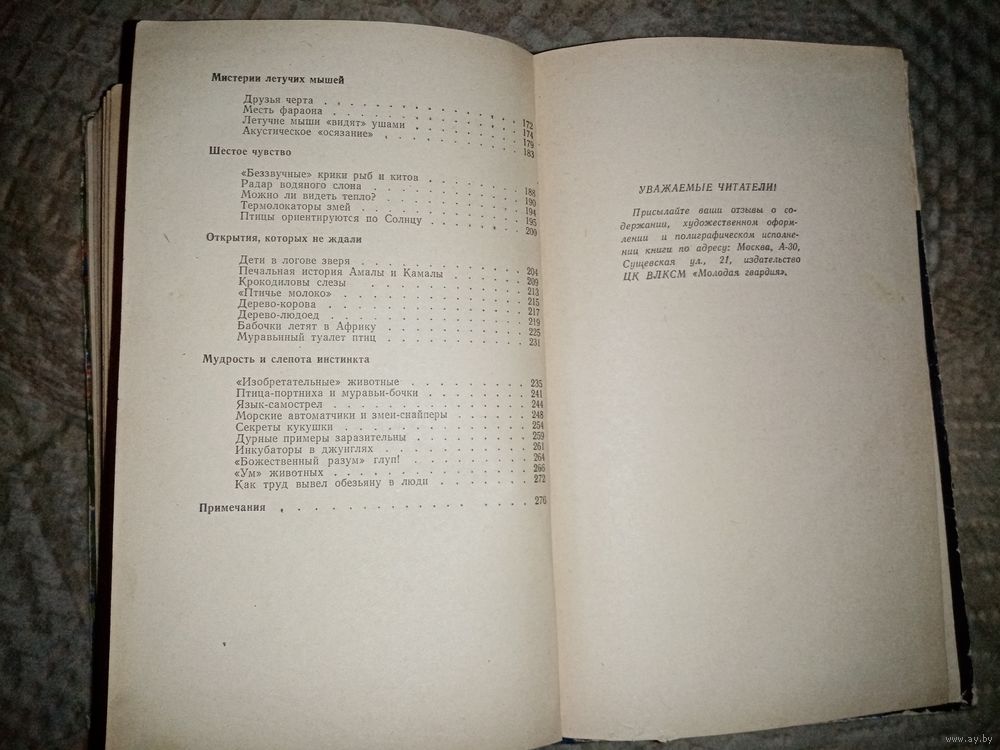 Мистерии летучих мышей
Друзья черта . . . . . . . . . . 172
Месть фараона . . . . . . . . . . 174
Летучие мыши «видят» ушами . . . . . . . 179
Акустическое «осязание» . . . . . . . . 183
Шестое чувство
«Беззвучные» крики рыб и китов . . . . . . 188
Радар водяного слона . . . . . . . . . 190
Можно ли видеть тепло? . . . . . . . . 194
Термолокаторы змей . . . . . . . . . 195
Птицы ориентируются по Солнцу . . . . . . 200
Открытия, которых не ждали
Дети в логове зверя . . . . . . . . . 204
Печальная история Амалы и Камалы . . . . . 209
Крокодиловы слезы . . . . . . . . . 213
«Птичье молоко» . . . . . . . . . . 215
Дерево-корова . . . . . . . . . . 217
Дерево-людоед . . . . . . . . . . 219
Бабочки летят в Африку . . . . . . . . 225
Муравьиный туалет птиц . . . . . . . . 231
Мудрость и слепота инстинкта
«Изобретательные» животные . . . . . . . 235
Птица-портниха и муравьи-бочки . . . . . . 241
Язык-самострел . . . . . . . . . . 244
Морские автоматчики и змеи-снайперы . . . . . 248
Секреты кукушки . . . . . . . . . . 254
Дурные примеры заразительны . . . . . . . 259
Инкубаторы в джунглях . . . . . . . . 261
«Божественный разум» глуп! . . . . . . . 264
«Ум» животных . . . . . . . . . . 266
Как труд вывел обезьяну в люди . . . . . . 272
Примечания . . . . . . . . . . . . 276
УВАЖАЕМЫЕ ЧИТАТЕЛИ!
Присылайте ваши отзывы о со-
держании, художественном оформ-
лении и полиграфическом исполне-
нии книги по адресу: Москва, А-30,
Сущевская ул., 21, издательство
ЦК ВЛКСМ «Молодая гвардия».
www.ay.by